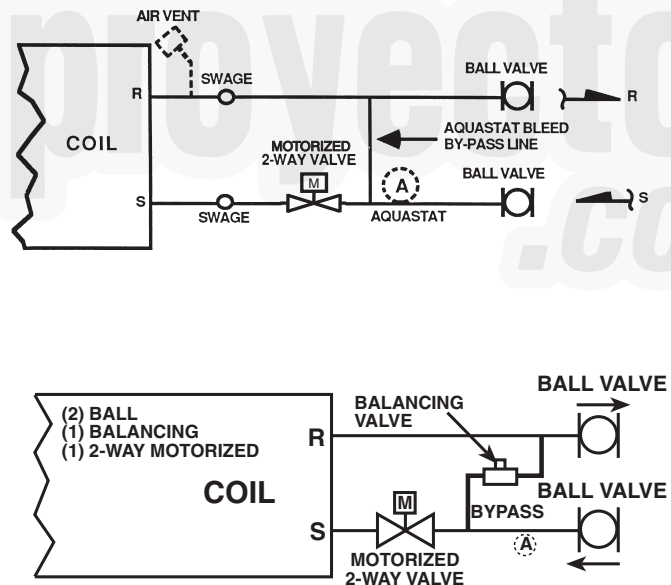 proyecto
.co
AIR VENT
R
SWAGE
BALL VALVE
R
COIL
MOTORIZED
2-WAY VALVE
M
AQUASTAT BLEED
BY-PASS LINE
BALL VALVE
A
S
SWAGE
AQUASTAT
S
(2) BALL
(1) BALANCING
(1) 2-WAY MOTORIZED
BALANCING
VALVE
BALL VALVE
R
COIL
M
BYPASS
BALL VALVE
S
A
MOTORIZED
2-WAY VALVE